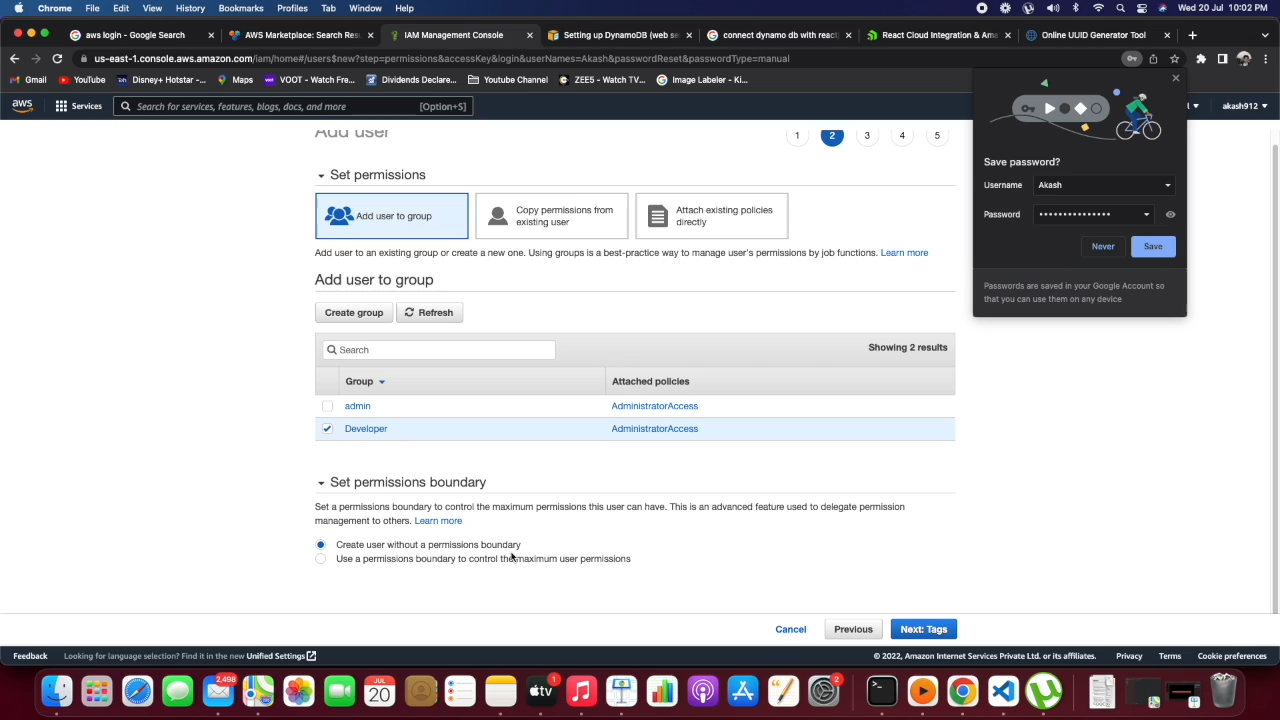 Chrome File Edit View History Bookmarks Profiles Tab Window Help Wed 20 Jul 10:02 PM
aws login - Google Search × AWS Marketplace: Search Res × IAM Management Console × Setting up DynamoDB (web se × connect dynamo db with react × React Cloud Integration & Ama × Online UUID Generator Tool ×
us-east-1.console.aws.amazon.com/iam/home#/users$new?step=permissions&accessKey&login&userNames=Akash&passwordReset&passwordType=manual
Gmail YouTube Disney+ Hotstar -... Maps VOOT - Watch Fre... Dividends Declare... Youtube Channel ZEE5 - Watch TV... Image Labeler - Ki...
aws Services Search for services, features, blogs, docs, and more [Option+S] akash912
Add user 1 2 3 4 5
Save password?
Username Akash
Password •••••••••••••••
Never Save
Passwords are saved in your Google Account so
that you can use them on any device
Set permissions
Add user to group
Copy permissions from
existing user
Attach existing policies
directly
Add user to an existing group or create a new one. Using groups is a best-practice way to manage user's permissions by job functions. Learn more
Add user to group
Create group Refresh
Search Showing 2 results
Group Attached policies
admin AdministratorAccess
Developer AdministratorAccess
Set permissions boundary
Set a permissions boundary to control the maximum permissions this user can have. This is an advanced feature used to delegate permission
management to others. Learn more
Create user without a permissions boundary
Use a permissions boundary to control the maximum user permissions
Cancel Previous Next: Tags
Feedback Looking for language selection? Find it in the new Unified Settings © 2022, Amazon Internet Services Private Ltd. or its affiliates. Privacy Terms Cookie preferences
2,498 JUL 20 1 2